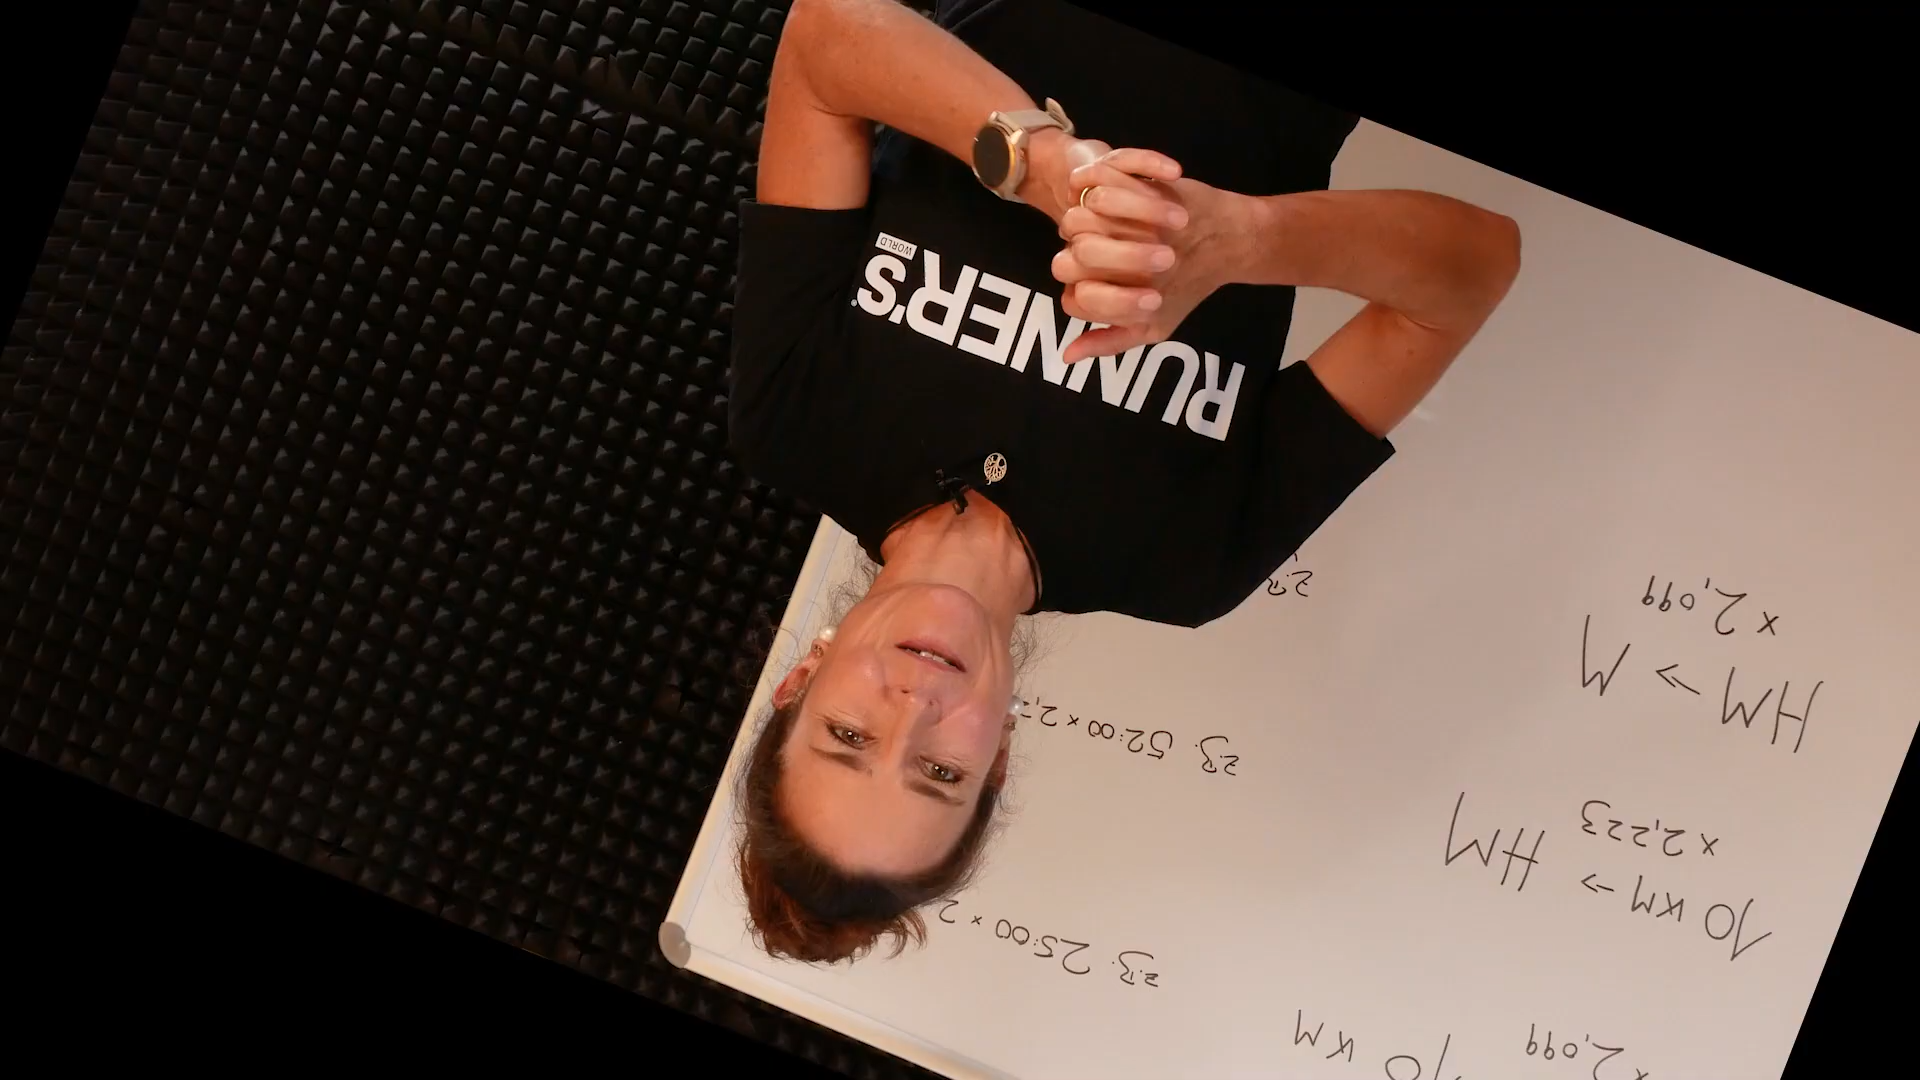 10 KM
x 2,099
z.B. 25:00 x 2
10 KM → HM
x 2,223
z.B. 52:00 x 2,
HM → M
x 2,099
z.B.
RUNNER'S
WORLD